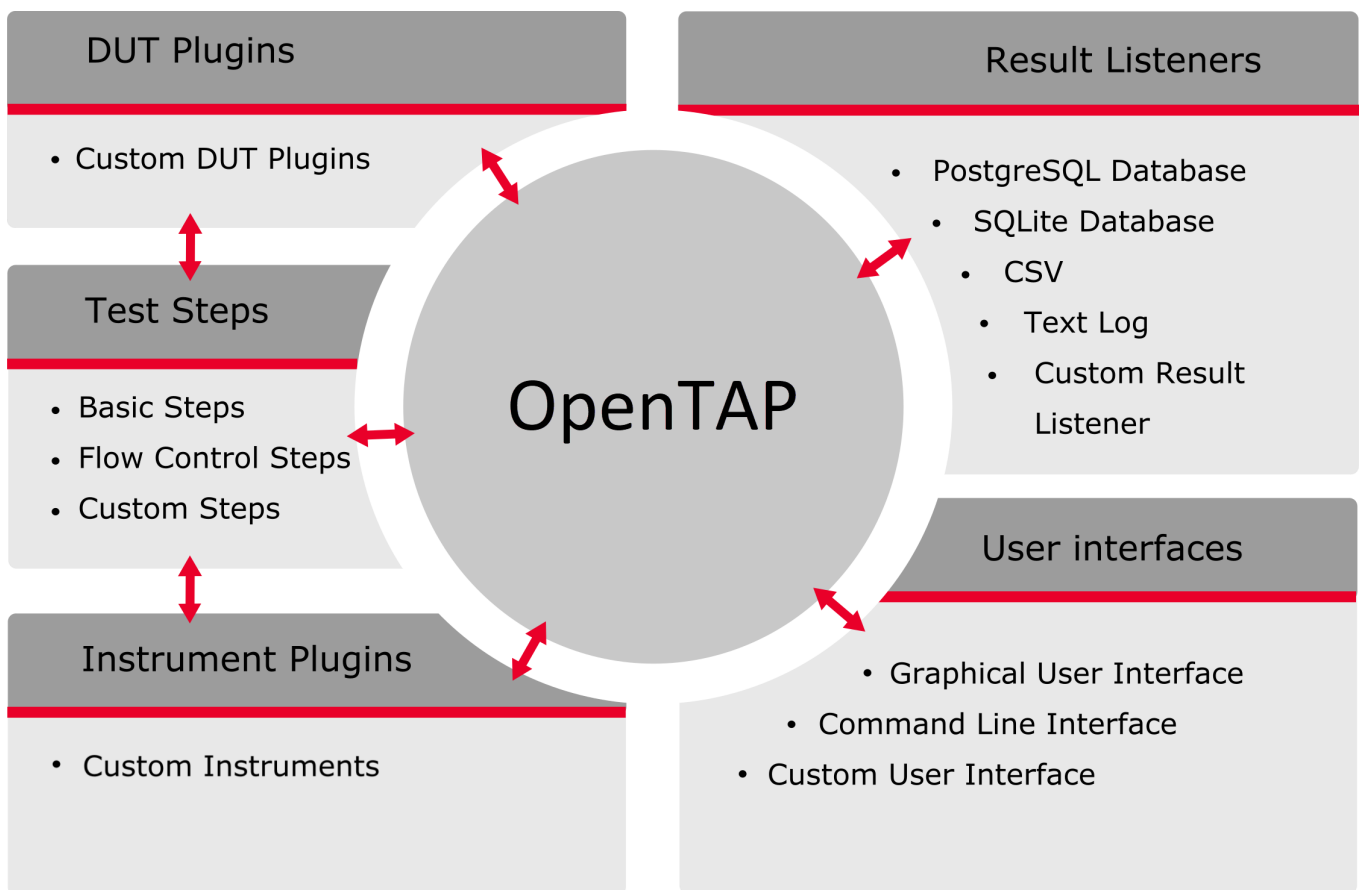 DUT Plugins
• Custom DUT Plugins
Test Steps
• Basic Steps
• Flow Control Steps
• Custom Steps
Instrument Plugins
• Custom Instruments
OpenTAP
Result Listeners
• PostgreSQL Database
• SQLite Database
• CSV
• Text Log
• Custom Result
Listener
User interfaces
• Graphical User Interface
• Command Line Interface
• Custom User Interface